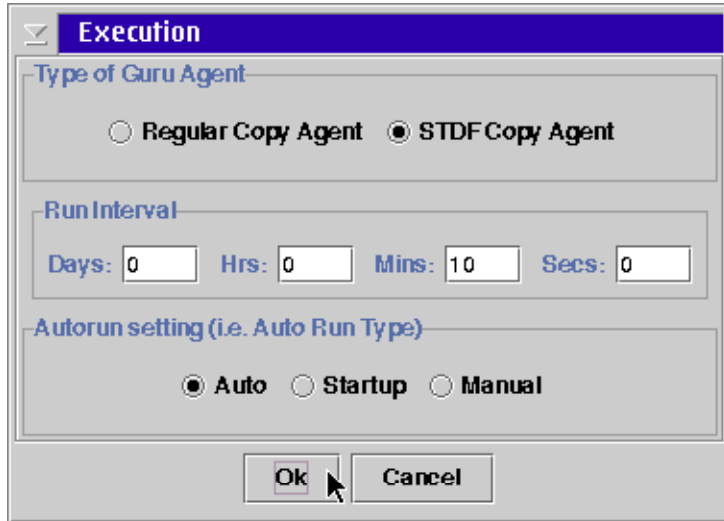 Execution
Type of Guru Agent
Regular Copy Agent STDF Copy Agent
Run Interval
Days: 0 Hrs: 0 Mins: 10 Secs: 0
Autorun setting (i.e. Auto Run Type)
Auto Startup Manual
Ok Cancel